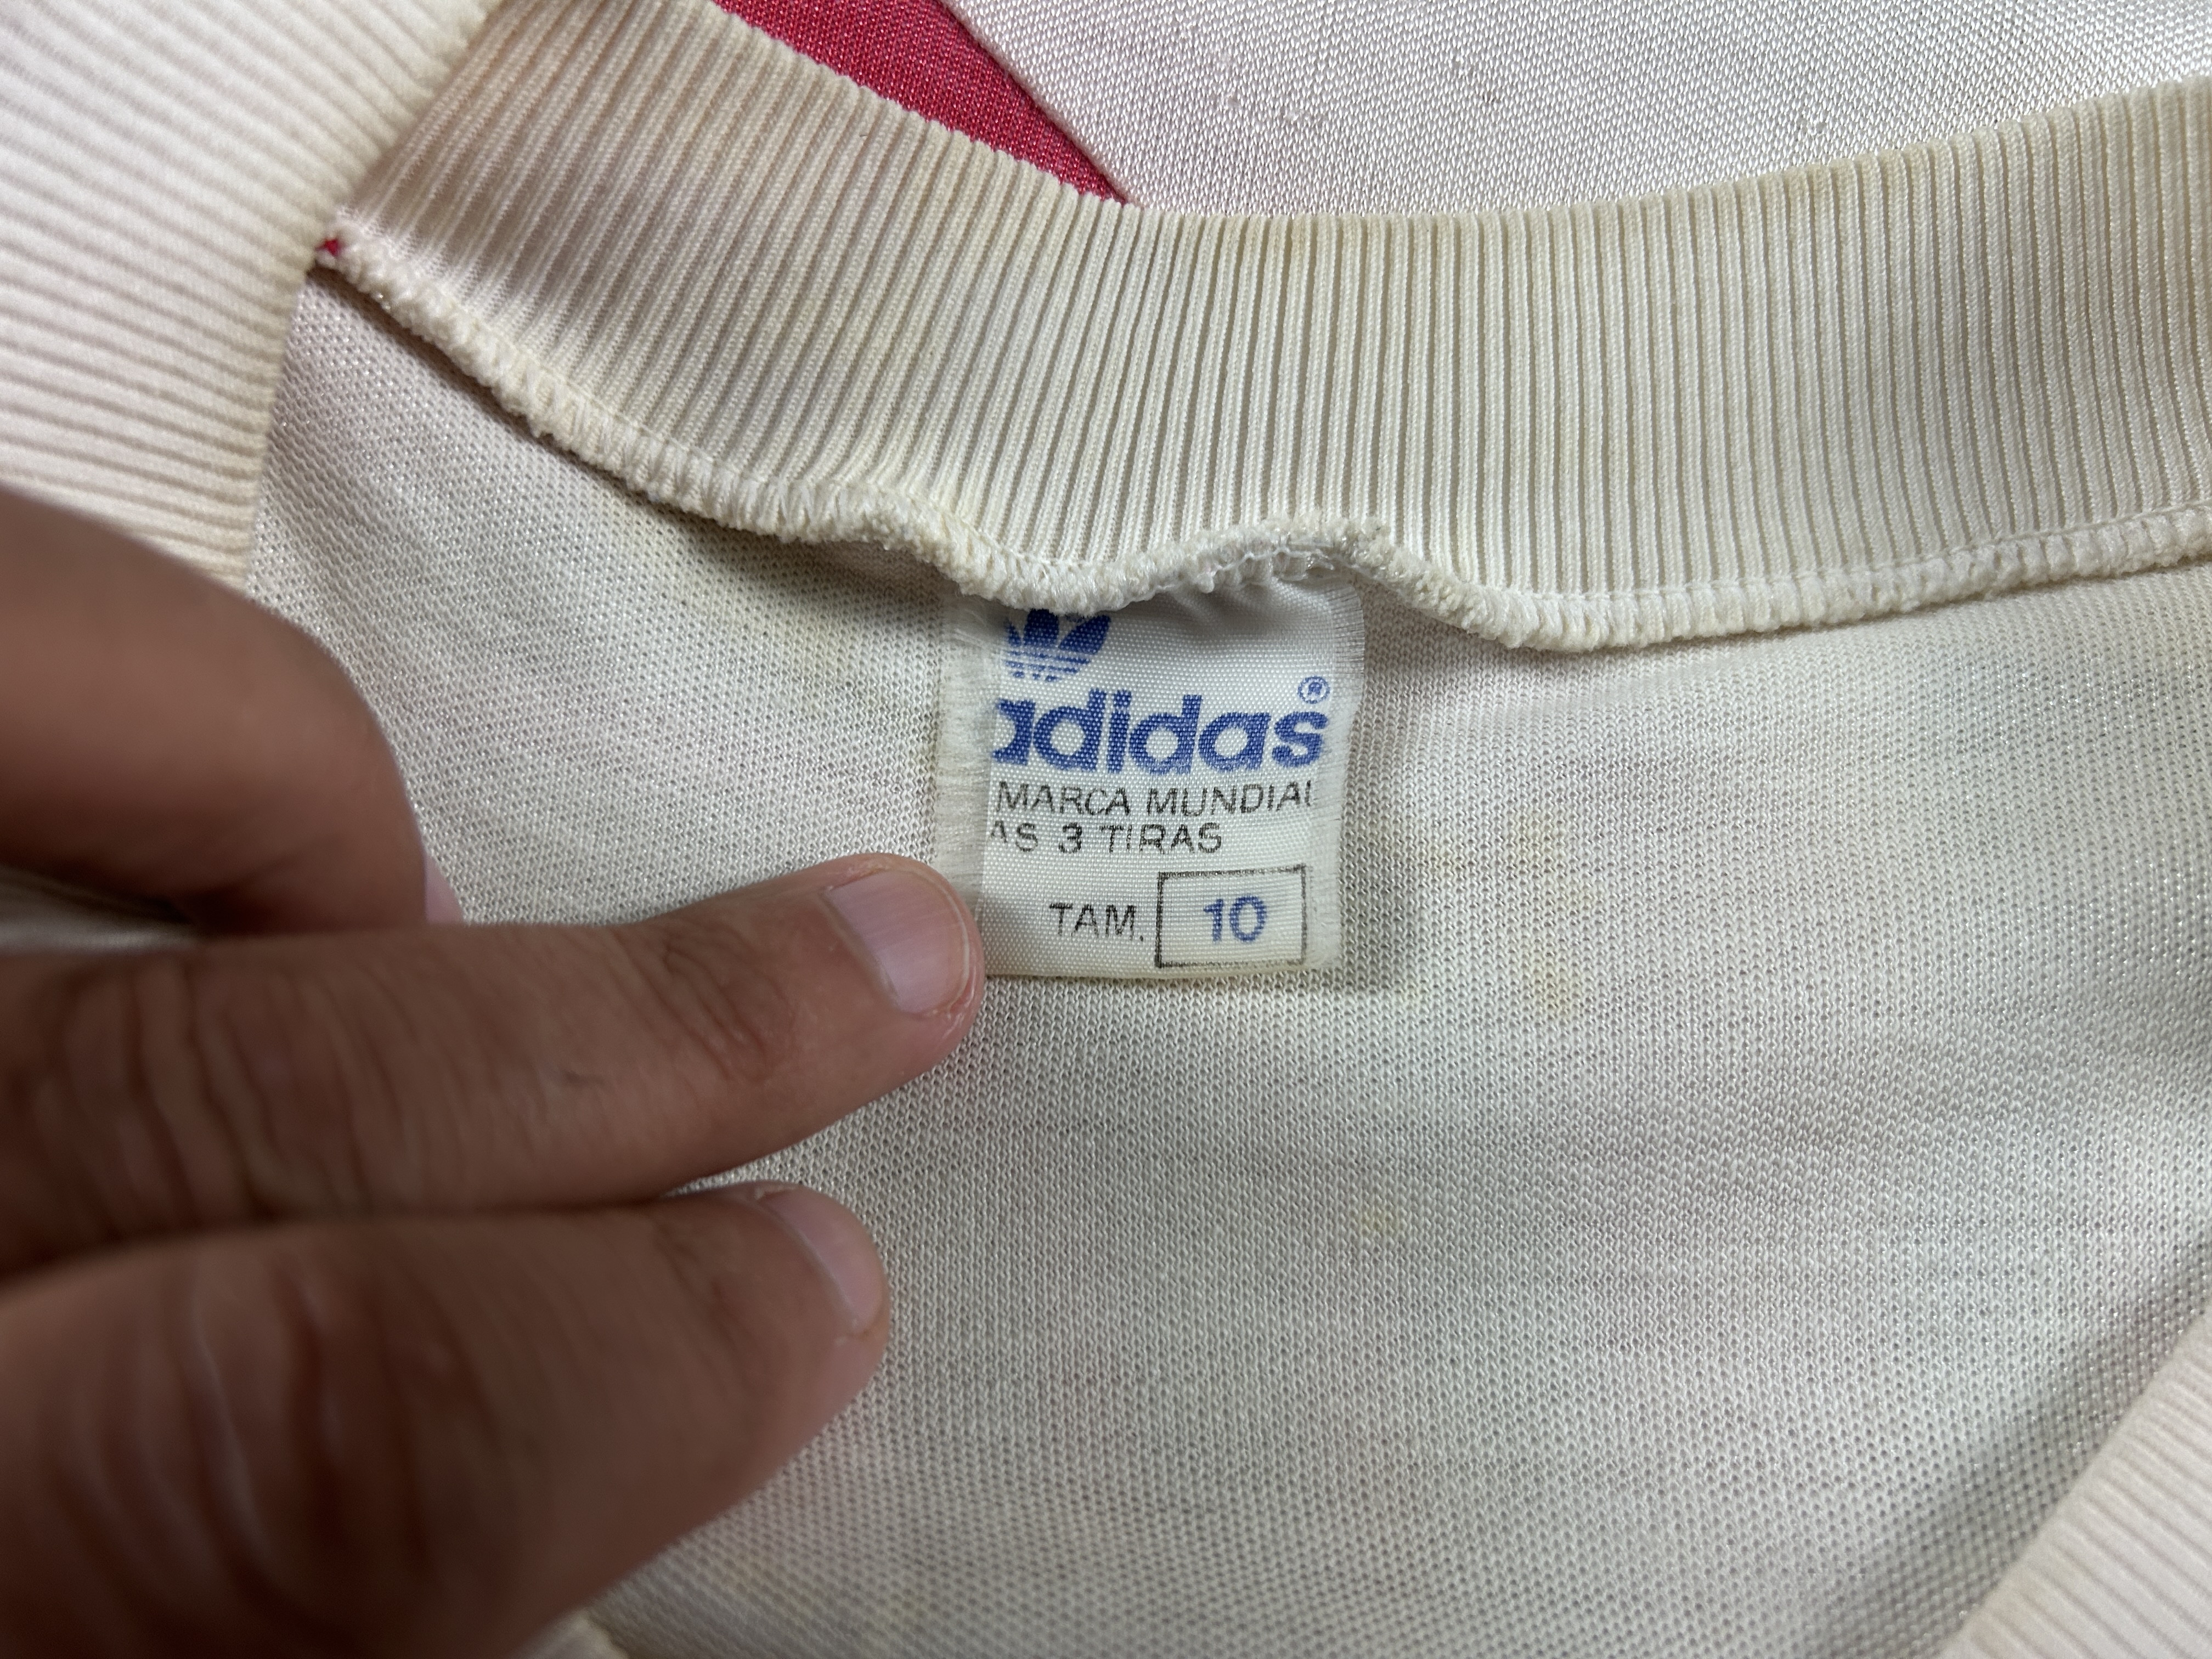 adidas®
MARCA MUNDIAL
AS 3 TIRAS
TAM. 10